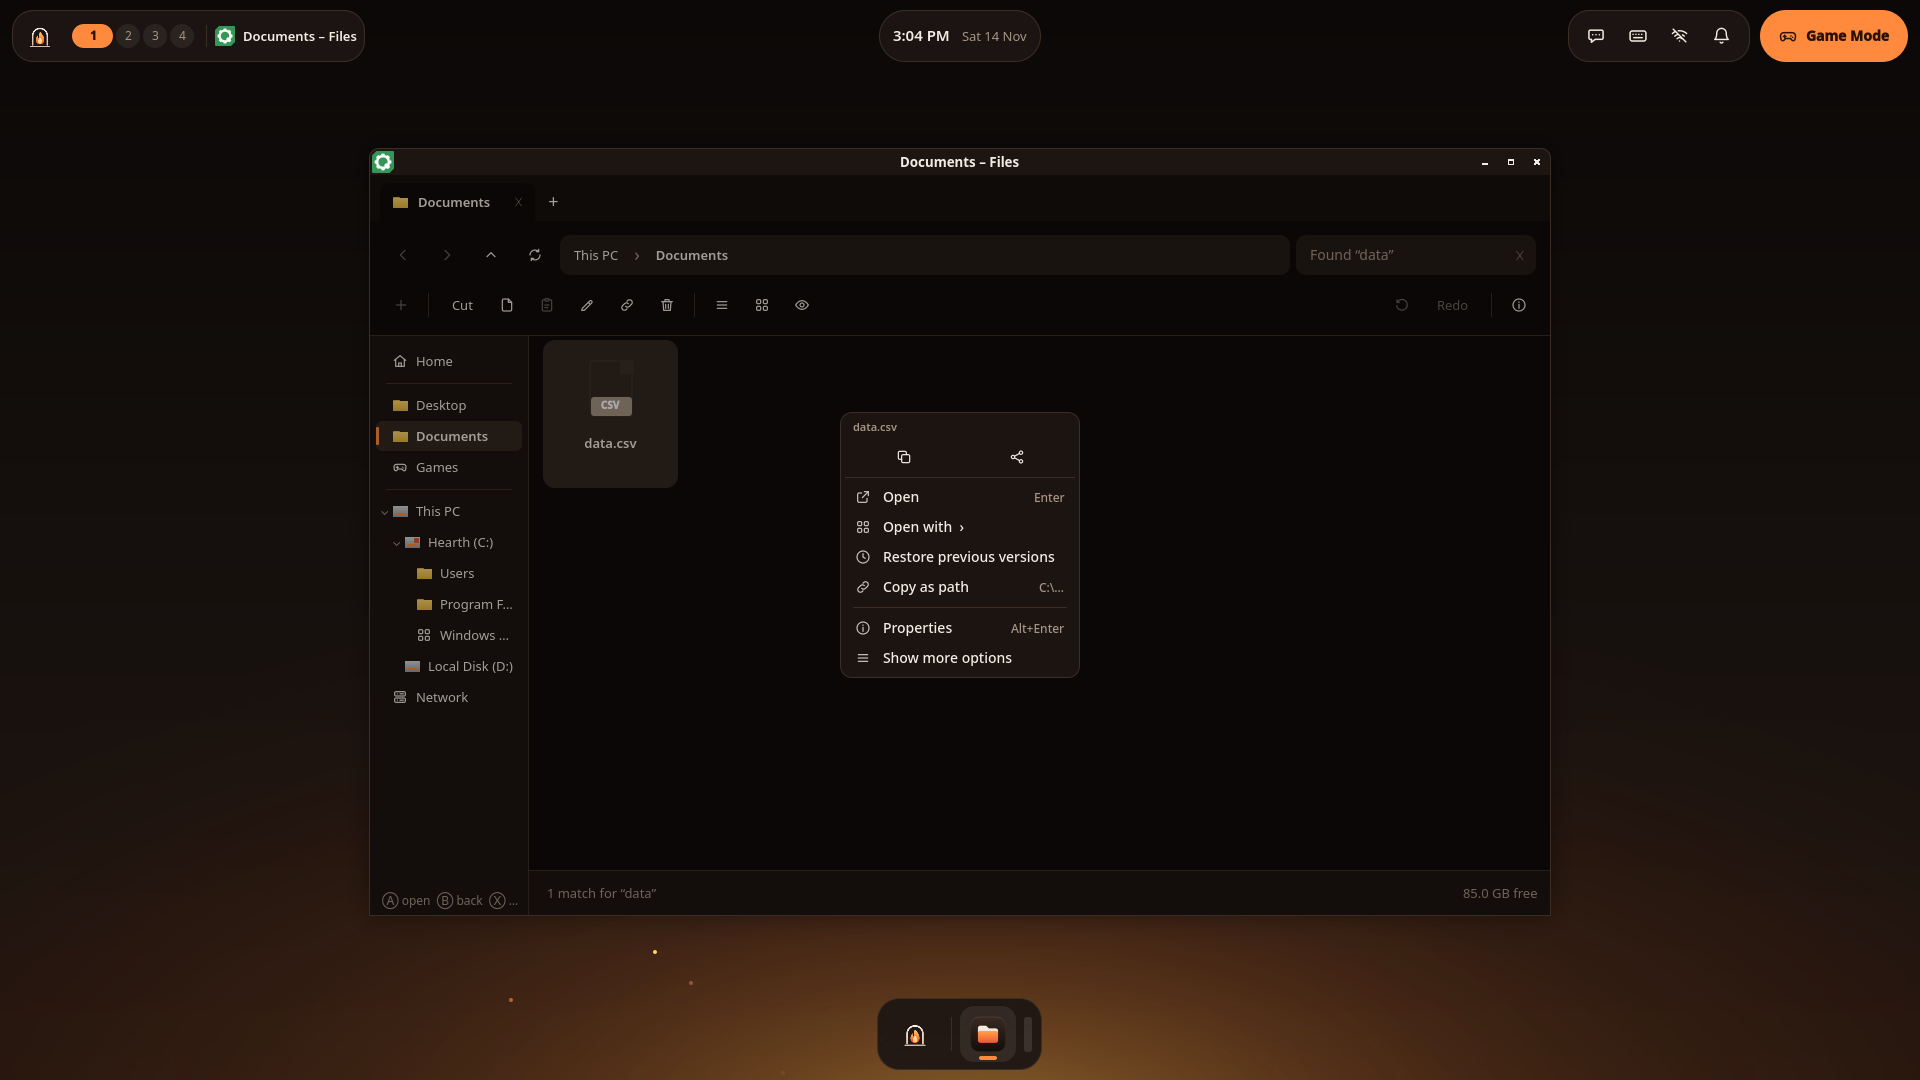 1 2 3 4 Documents – Files
3:04 PM Sat 14 Nov
Game Mode
Documents – Files
Documents X +
This PC › Documents
Found “data” X
Cut
Redo
Home
Desktop
Documents
Games
This PC
Hearth (C:)
Users
Program F...
Windows ...
Local Disk (D:)
Network
A open B back X ...
CSV
data.csv
data.csv
Open Enter
Open with ›
Restore previous versions
Copy as path C:\...
Properties Alt+Enter
Show more options
1 match for “data”
85.0 GB free